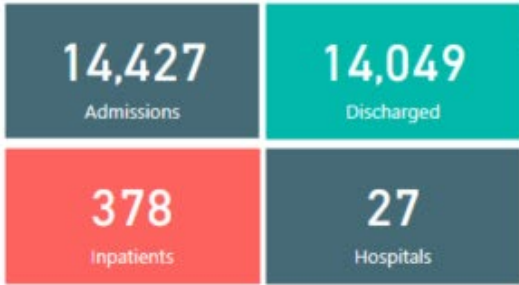 14,427
Admissions
14,049
Discharged
378
Inpatients
27
Hospitals